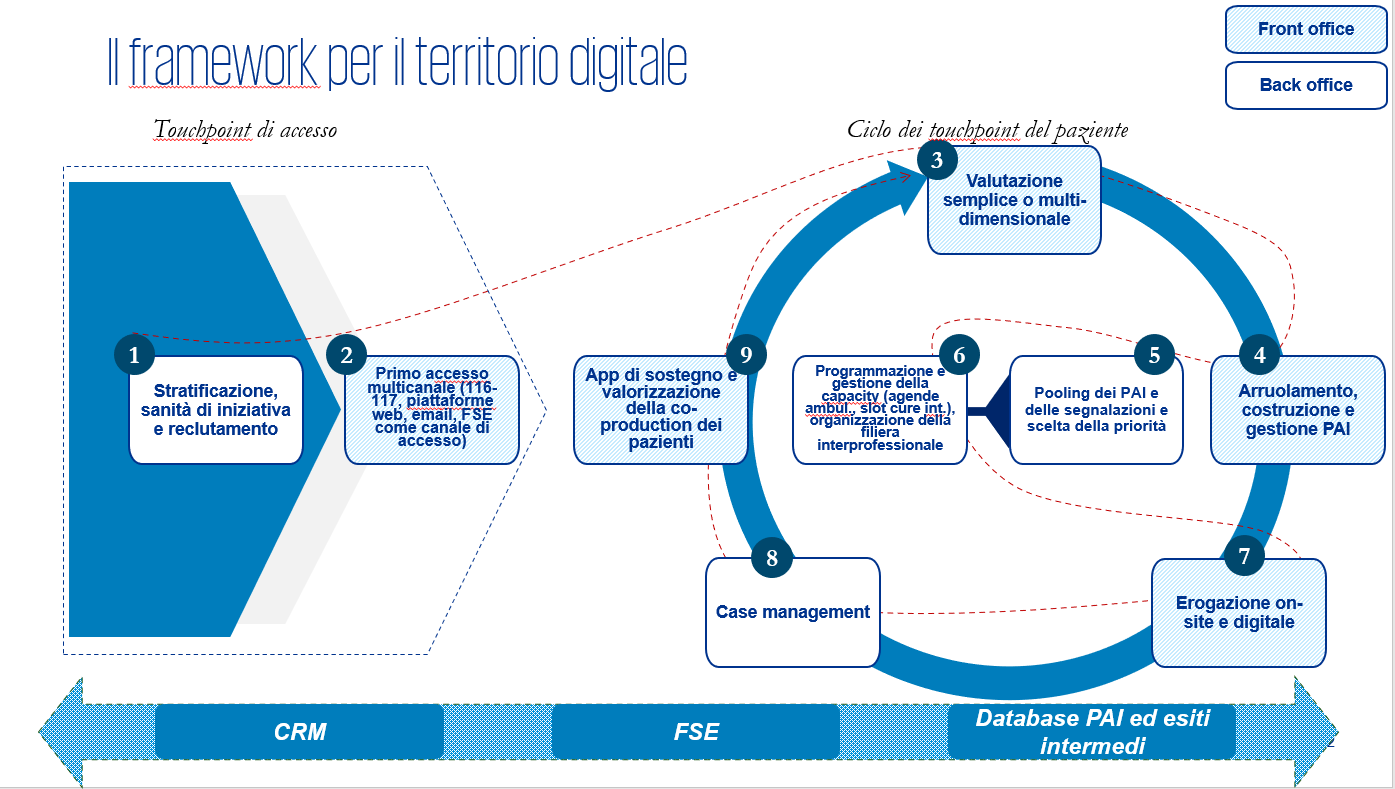 Il framework per il territorio digitale
Front office
Back office
Touchpoint di accesso
Ciclo dei touchpoint del paziente
1
Stratificazione,
sanità di iniziativa
e reclutamento
2
Primo accesso
multicanale (116-
117, piattaforme
web, email, FSE
come canale di
accesso)
3
Valutazione
semplice o multi-
dimensionale
4
Arruolamento,
costruzione e
gestione PAI
5
Pooling dei PAI e
delle segnalazioni e
scelta della priorità
6
Programmazione e
gestione della
capacity (agende
ambul., slot cure int.),
organizzazione della
filiera
interprofessionale
7
Erogazione on-
site e digitale
8
Case management
9
App di sostegno e
valorizzazione
della co-
production dei
pazienti
CRM
FSE
Database PAI ed esiti
intermedi
2